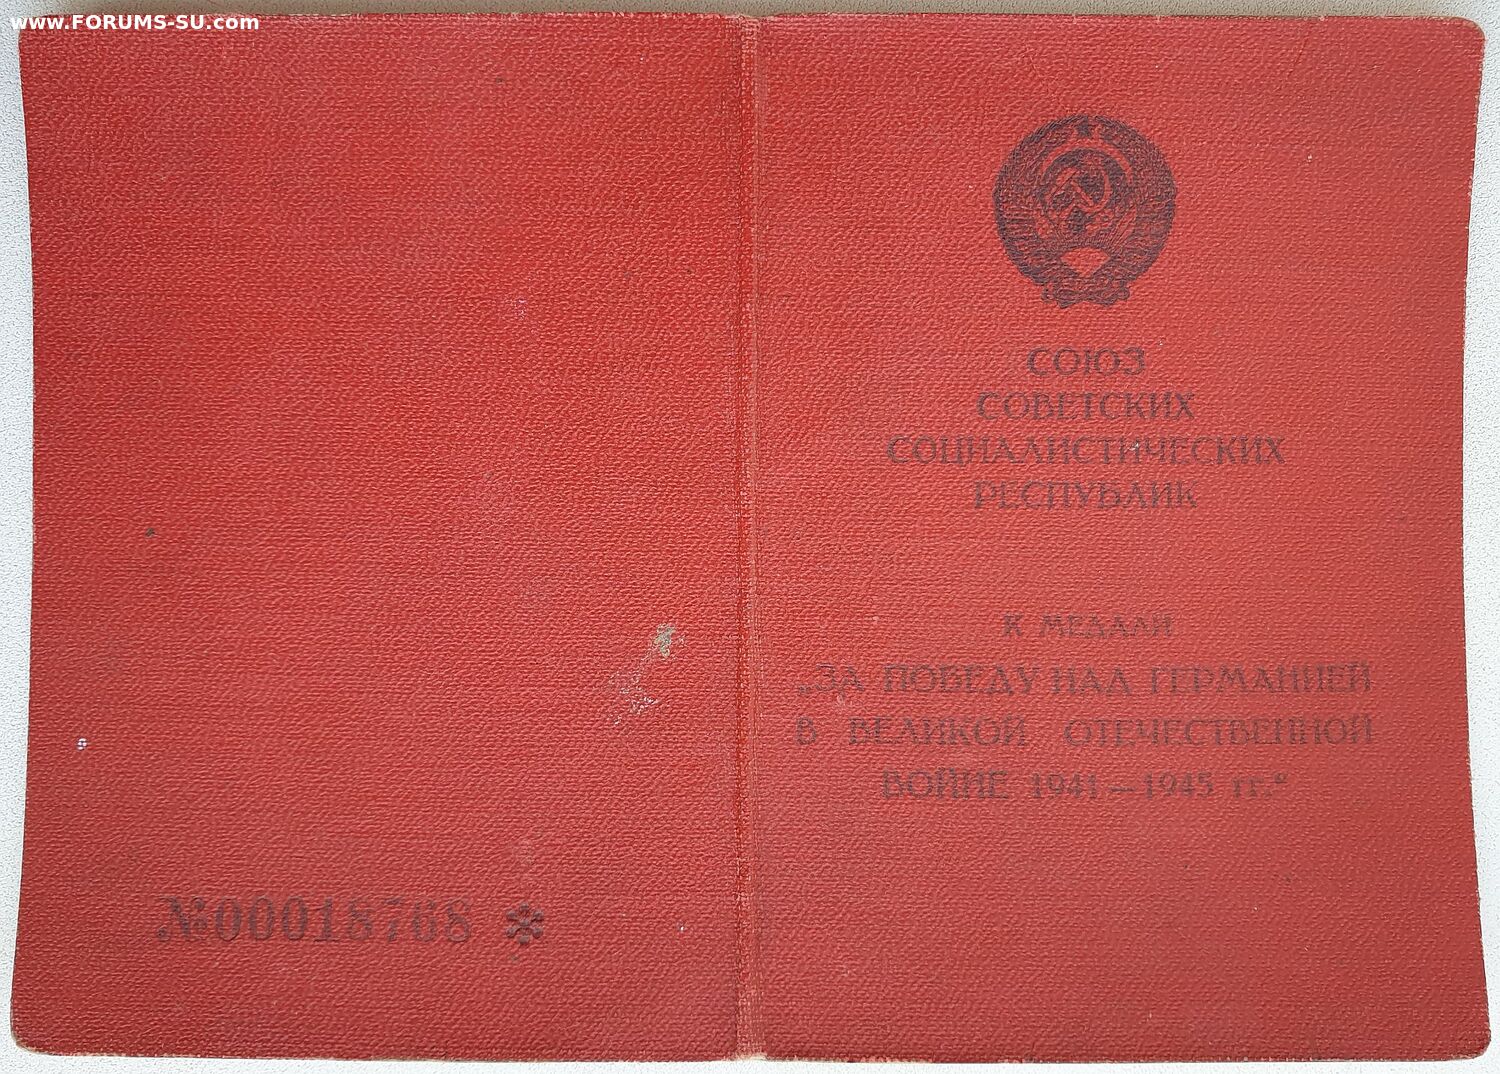 www.FORUMS-SU.com
СОЮЗ
СОВЕТСКИХ
СОЦИАЛИСТИЧЕСКИХ
РЕСПУБЛИК
К МЕДАЛИ
„ЗА ПОБЕДУ НАД ГЕРМАНИЕЙ
В ВЕЛИКОЙ ОТЕЧЕСТВЕННОЙ
ВОЙНЕ 1941 — 1945 гг.“
№00018768 *